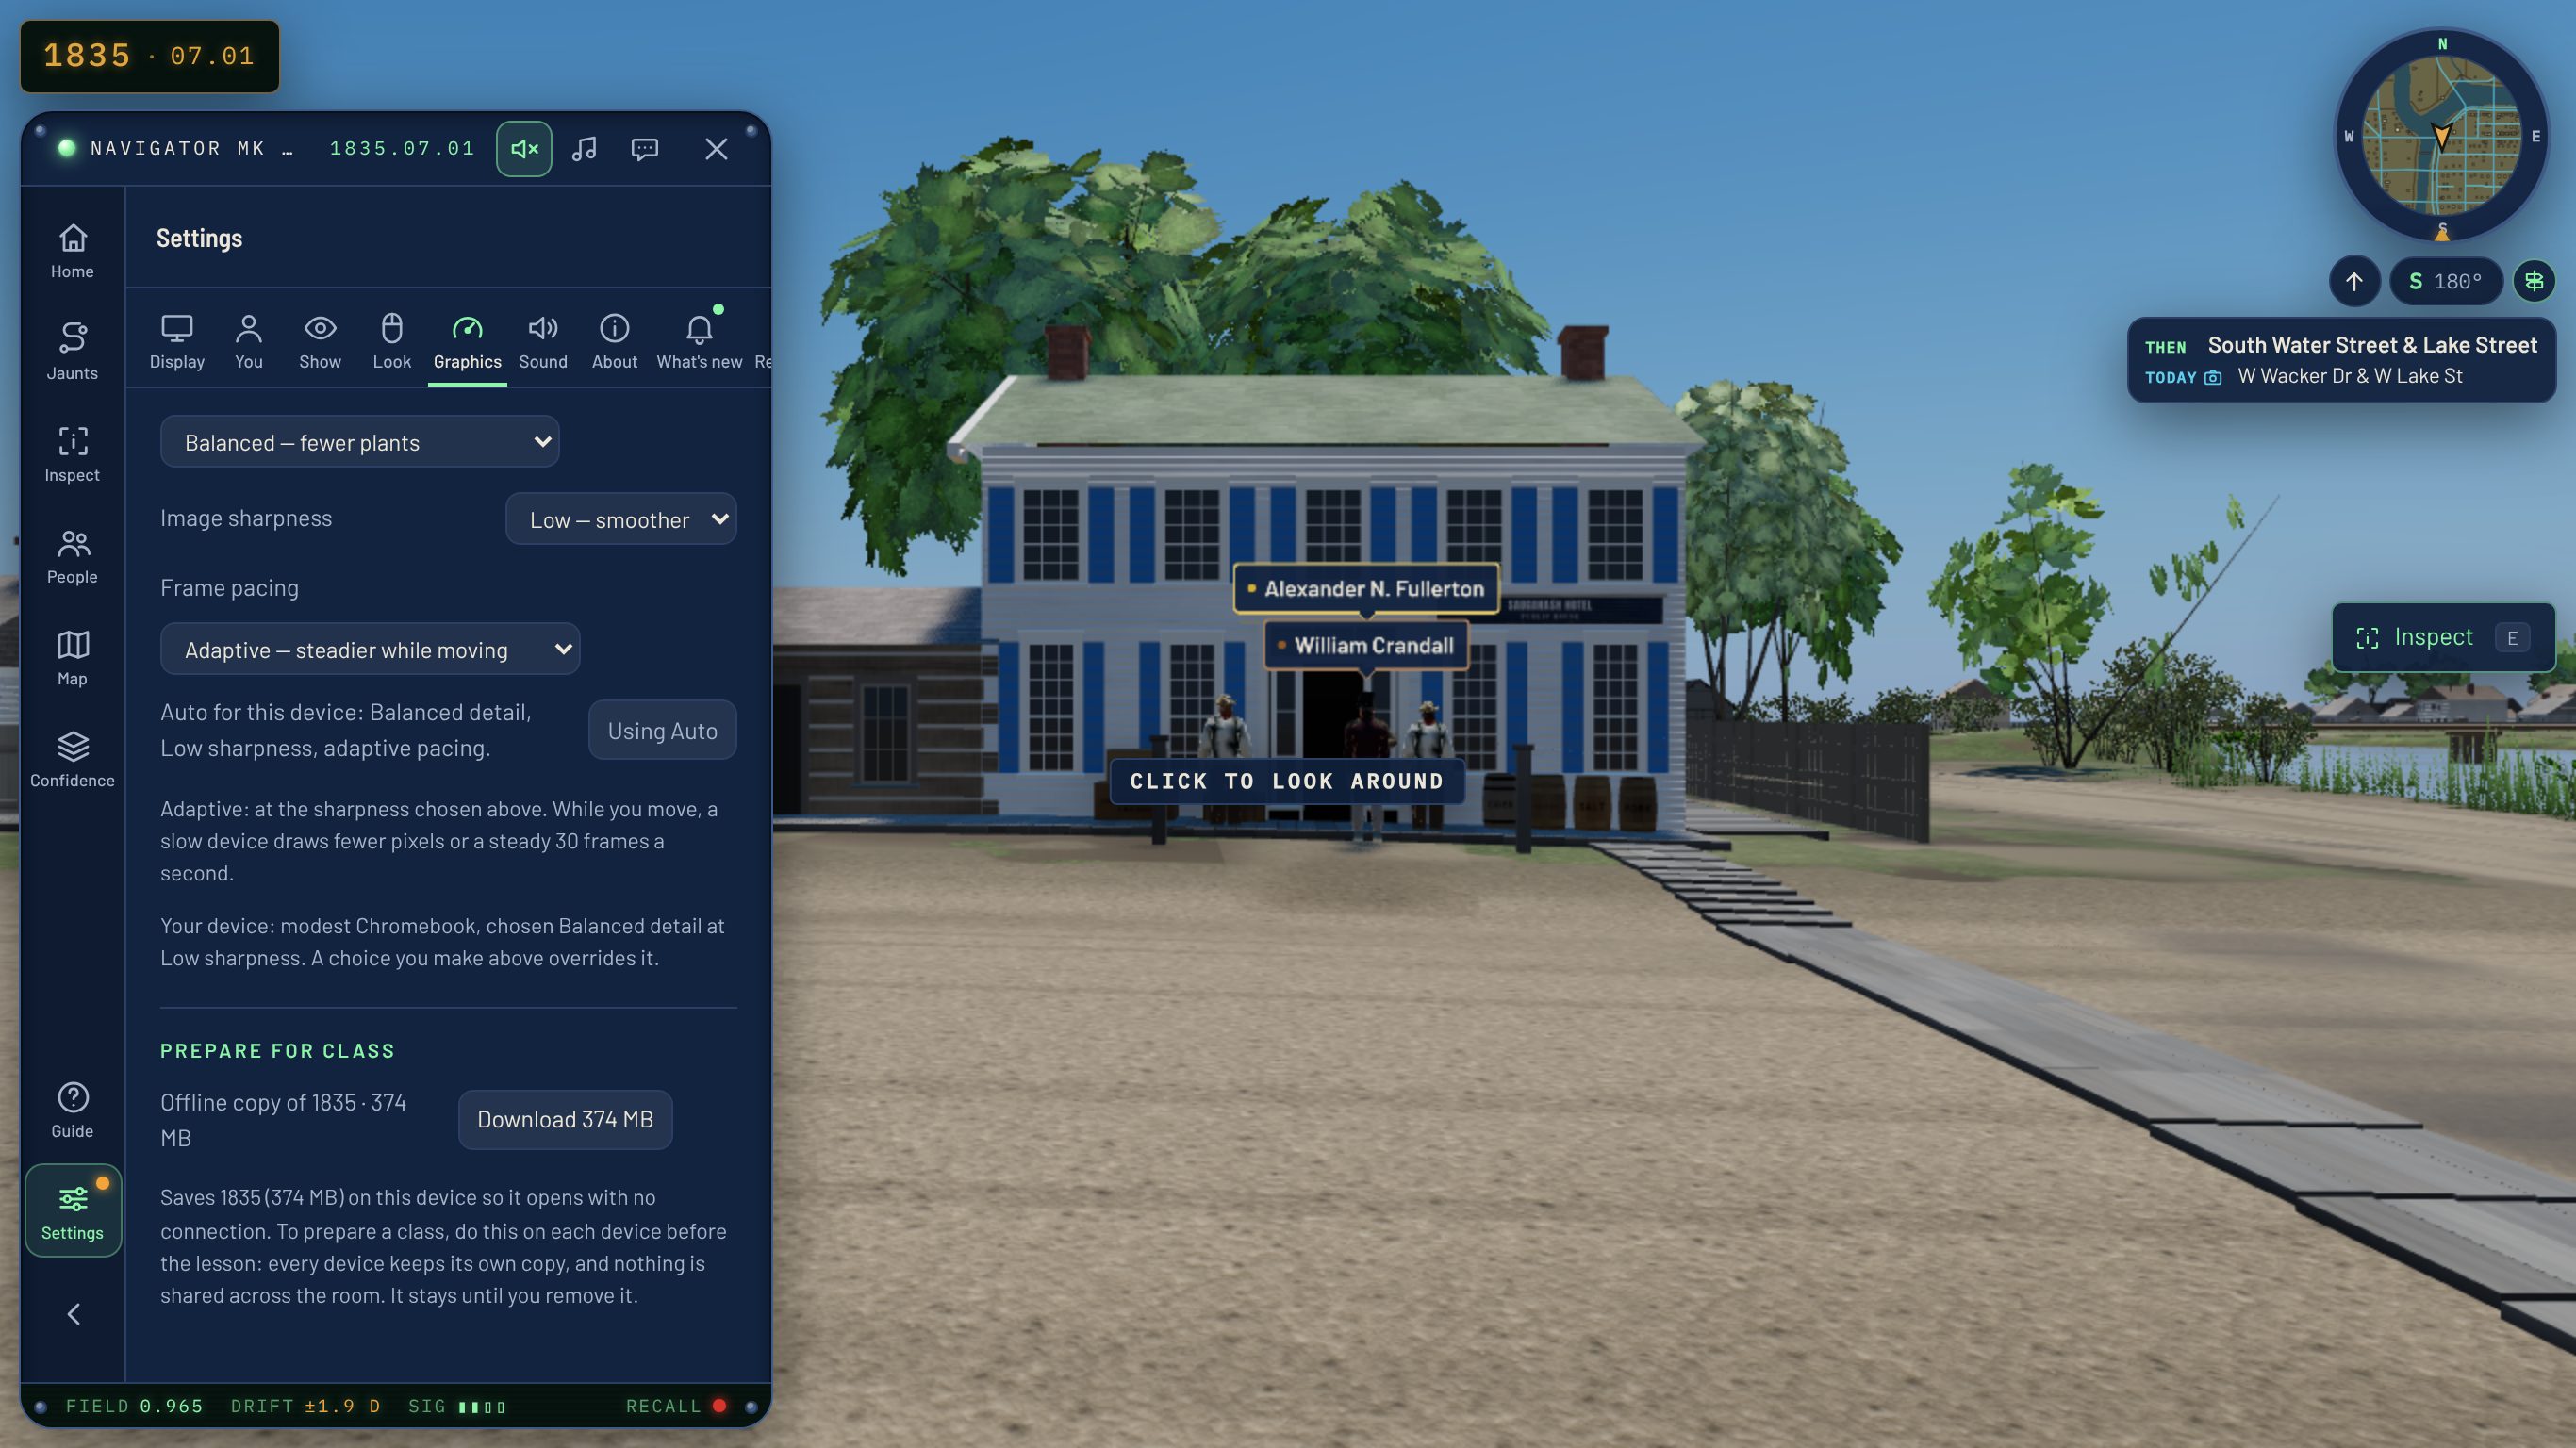 1835 · 07.01
NAVIGATOR MK …
1835.07.01
Home
Jaunts
Inspect
People
Map
Confidence
Guide
Settings
Settings
Display
You
Show
Look
Graphics
Sound
About
What's new
Re
Balanced — fewer plants
Image sharpness
Low — smoother
Frame pacing
Adaptive — steadier while moving
Auto for this device: Balanced detail,
Low sharpness, adaptive pacing.
Using Auto
Adaptive: at the sharpness chosen above. While you move, a
slow device draws fewer pixels or a steady 30 frames a
second.
Your device: modest Chromebook, chosen Balanced detail at
Low sharpness. A choice you make above overrides it.
PREPARE FOR CLASS
Offline copy of 1835 · 374
MB
Download 374 MB
Saves 1835 (374 MB) on this device so it opens with no
connection. To prepare a class, do this on each device before
the lesson: every device keeps its own copy, and nothing is
shared across the room. It stays until you remove it.
FIELD 0.965
DRIFT ±1.9 D
SIG
RECALL
Alexander N. Fullerton
SAUGANASH HOTEL
William Crandall
CLICK TO LOOK AROUND
SALT
N
W
E
S
S 180°
THEN South Water Street & Lake Street
TODAY W Wacker Dr & W Lake St
Inspect E